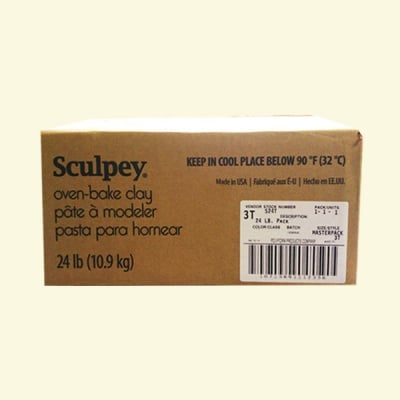 Sculpey®
oven-bake clay
pâte à modeler
pasta para hornear
24 lb (10.9 kg)
KEEP IN COOL PLACE BELOW 90 °F (32 °C)
Made in USA | Fabriqué aux É-U | Hecho en EE.UU.
VENDOR STOCK NUMBER
PACK/UNITS
3T
S24T
1- 1 - 1
DESCRIPTION
24 LB. Pack
COLOR/CLASS
BATCH
SIZE/STYLE
MASTERPACK
3T
POLYFORM PRODUCTS COMPANY